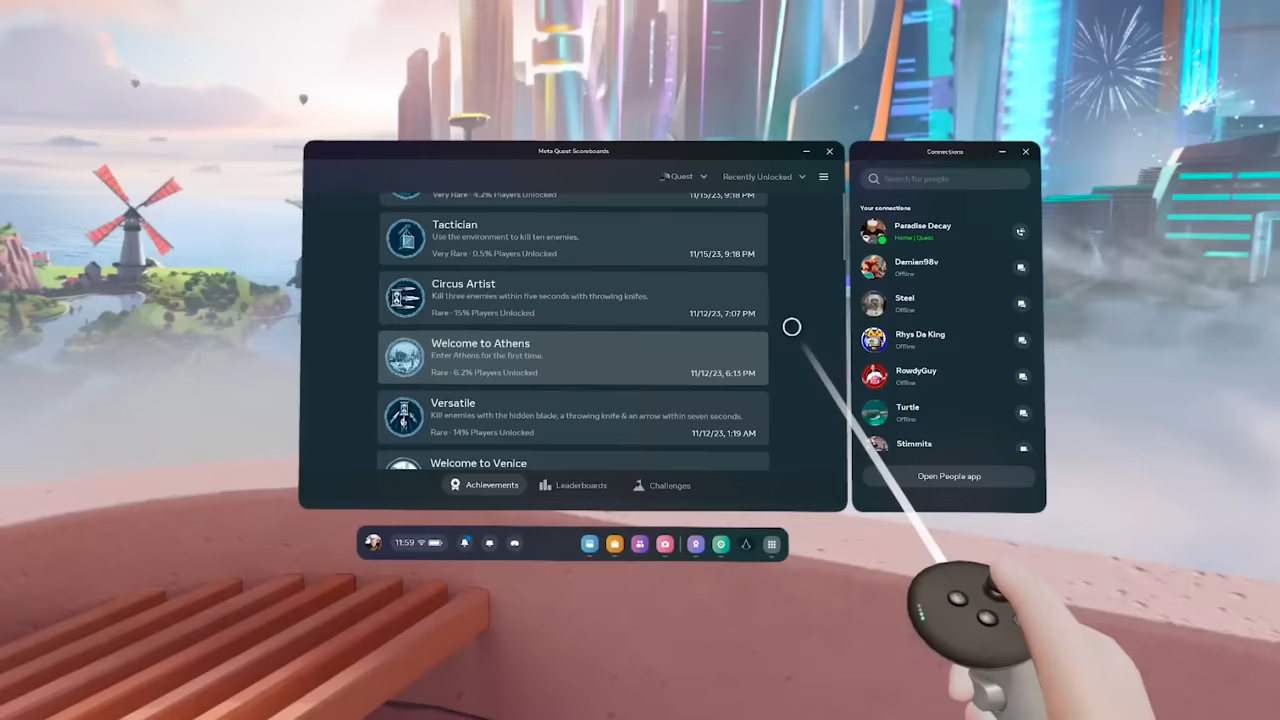 Meta Quest Scoreboards
Quest
Recently Unlocked
Very Rare · 4.2% Players Unlocked
11/15/23, 9:18 PM
Tactician
Use the environment to kill ten enemies.
Very Rare · 0.5% Players Unlocked
11/15/23, 9:18 PM
Circus Artist
Kill three enemies within five seconds with throwing knifes.
Rare · 15% Players Unlocked
11/12/23, 7:07 PM
Welcome to Athens
Enter Athens for the first time.
Rare · 6.2% Players Unlocked
11/12/23, 6:13 PM
Versatile
Kill enemies with the hidden blade, a throwing knife & an arrow within seven seconds.
Rare · 14% Players Unlocked
11/12/23, 1:19 AM
Welcome to Venice
Achievements
Leaderboards
Challenges
11:59
Connections
Search for people
Your connections
Paradise Decay
Home | Quest
Damian98v
Offline
Steel
Offline
Rhys Da King
Offline
RowdyGuy
Offline
Turtle
Offline
Stimmits
Open People app